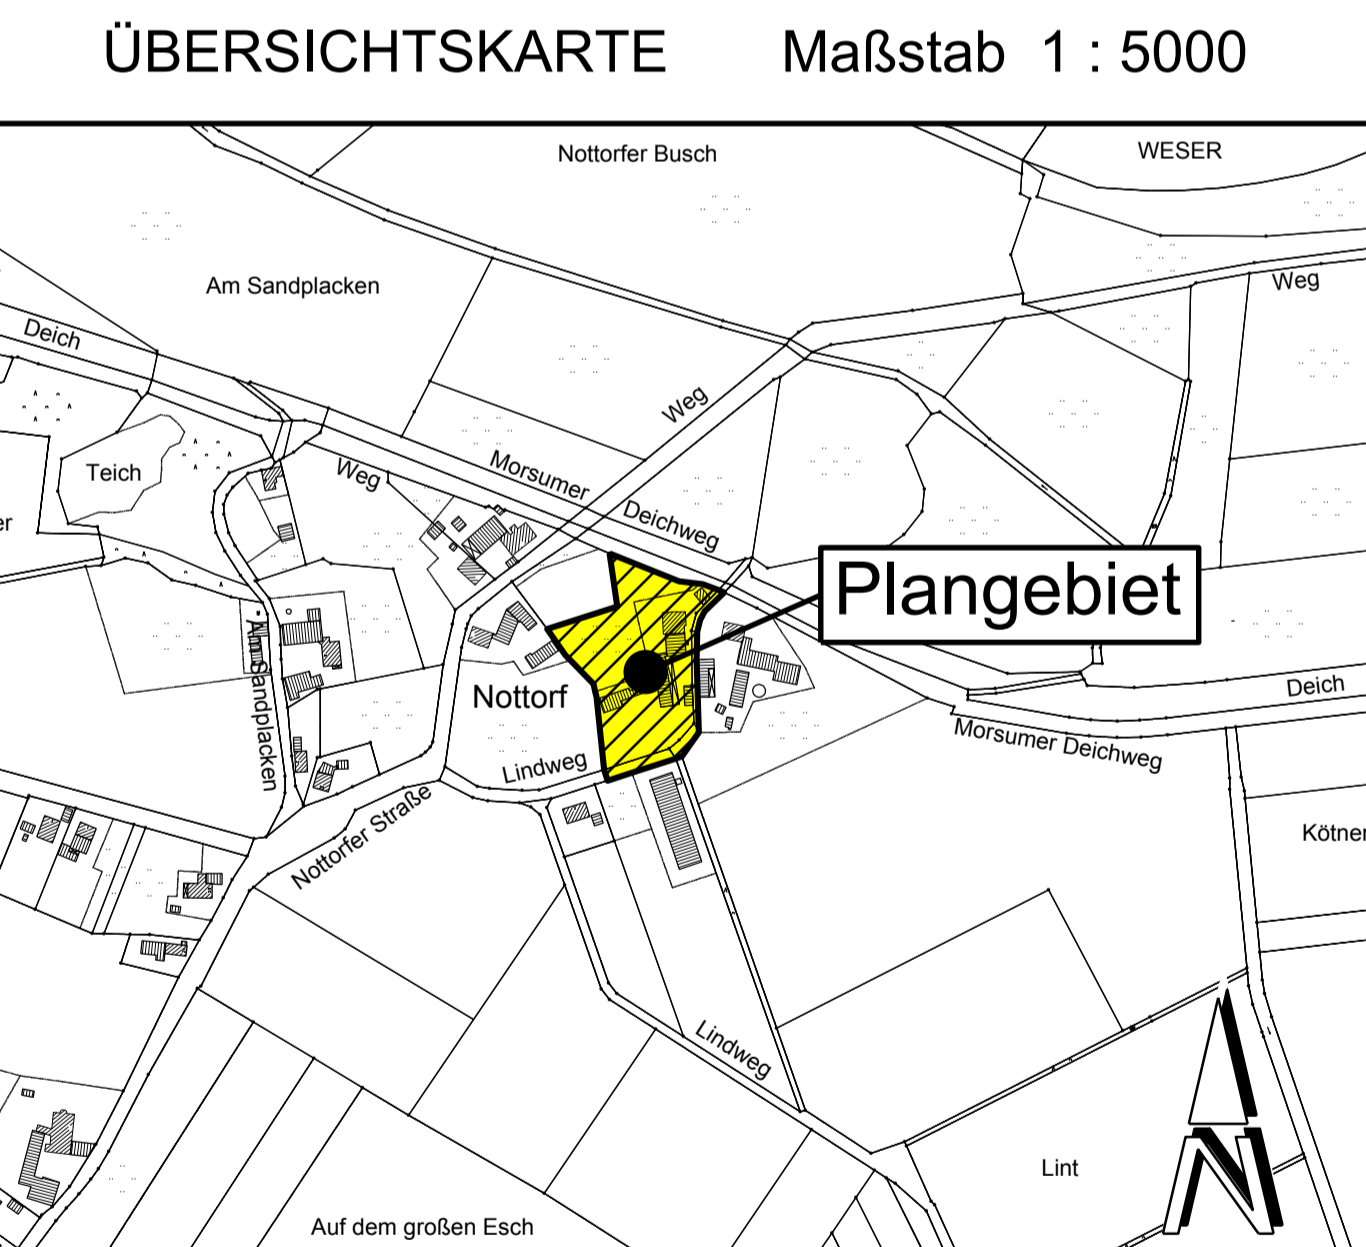 ÜBERSICHTSKARTE Maßstab 1 : 5000
Nottorfer Busch
WESER
Am Sandplacken
Weg
Deich
Weg
Morsumer
Deichweg
Weg
Teich
er
Plangebiet
Am Sandplacken
Nottorf
Deich
Morsumer Deichweg
Lindweg
Nottorfer Straße
Kötner
Lindweg
Lint
Auf dem großen Esch
N